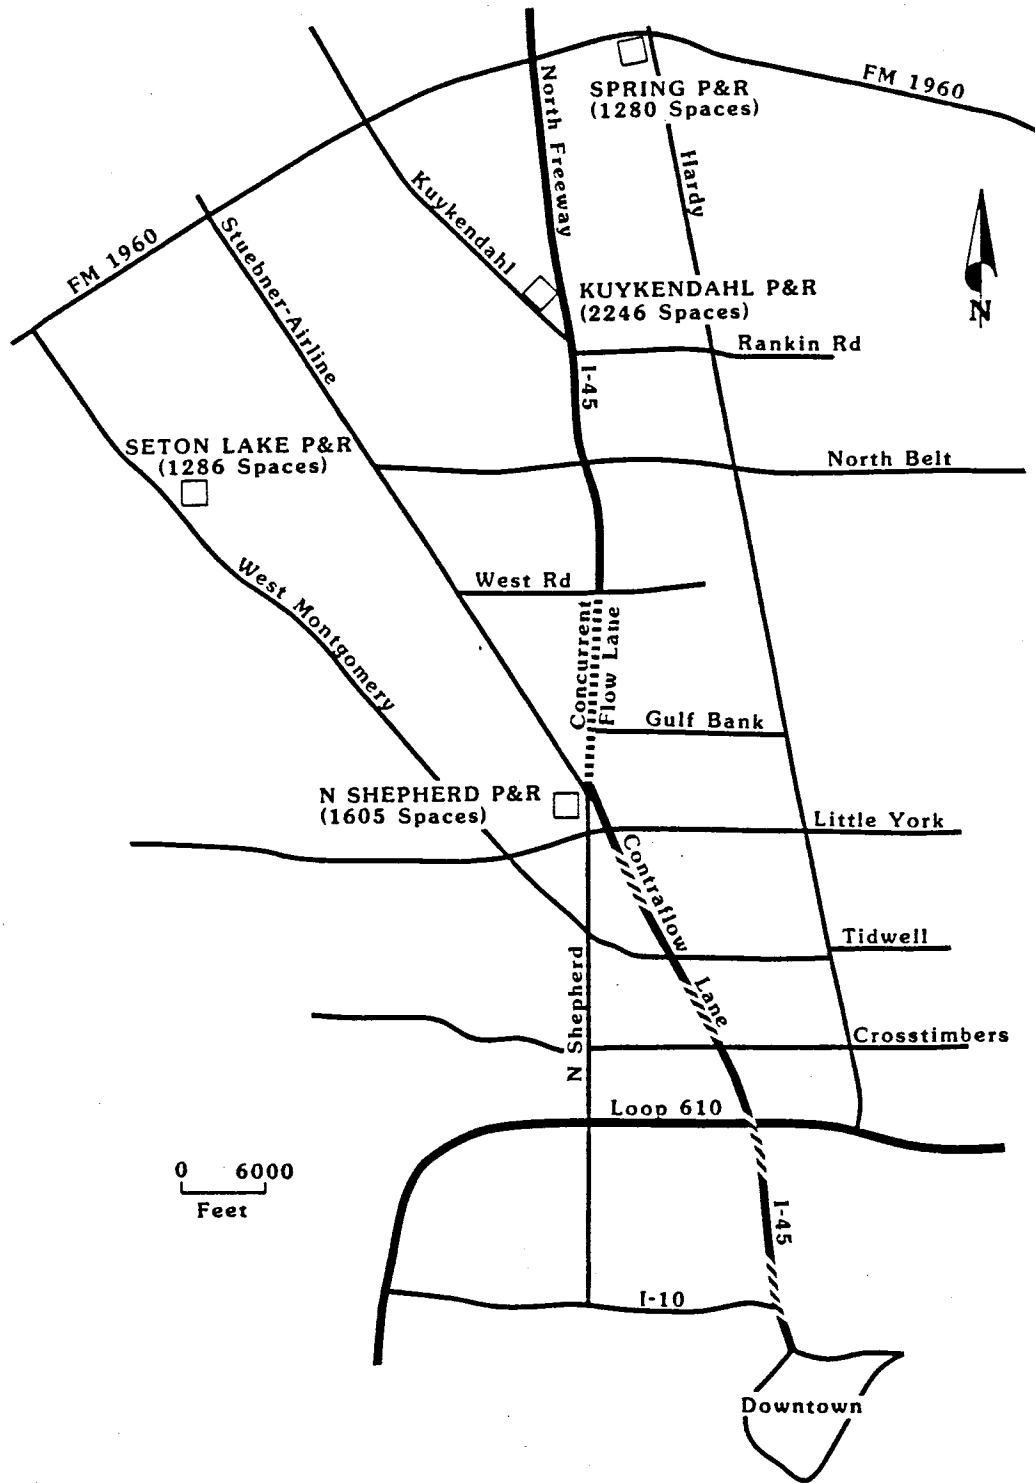 FM 1960
SPRING P&R
(1280 Spaces)
North Freeway
Hardy
Kuykendahl
Stuebner-Airline
FM 1960
KUYKENDAHL P&R
(2246 Spaces)
N
Rankin Rd
I-45
SETON LAKE P&R
(1286 Spaces)
North Belt
West Rd
West Montgomery
Concurrent
Flow Lane
Gulf Bank
N SHEPHERD P&R
(1605 Spaces)
Little York
Contraflow Lane
Tidwell
N Shepherd
Crosstimbers
Loop 610
0 6000
Feet
I-45
I-10
Downtown